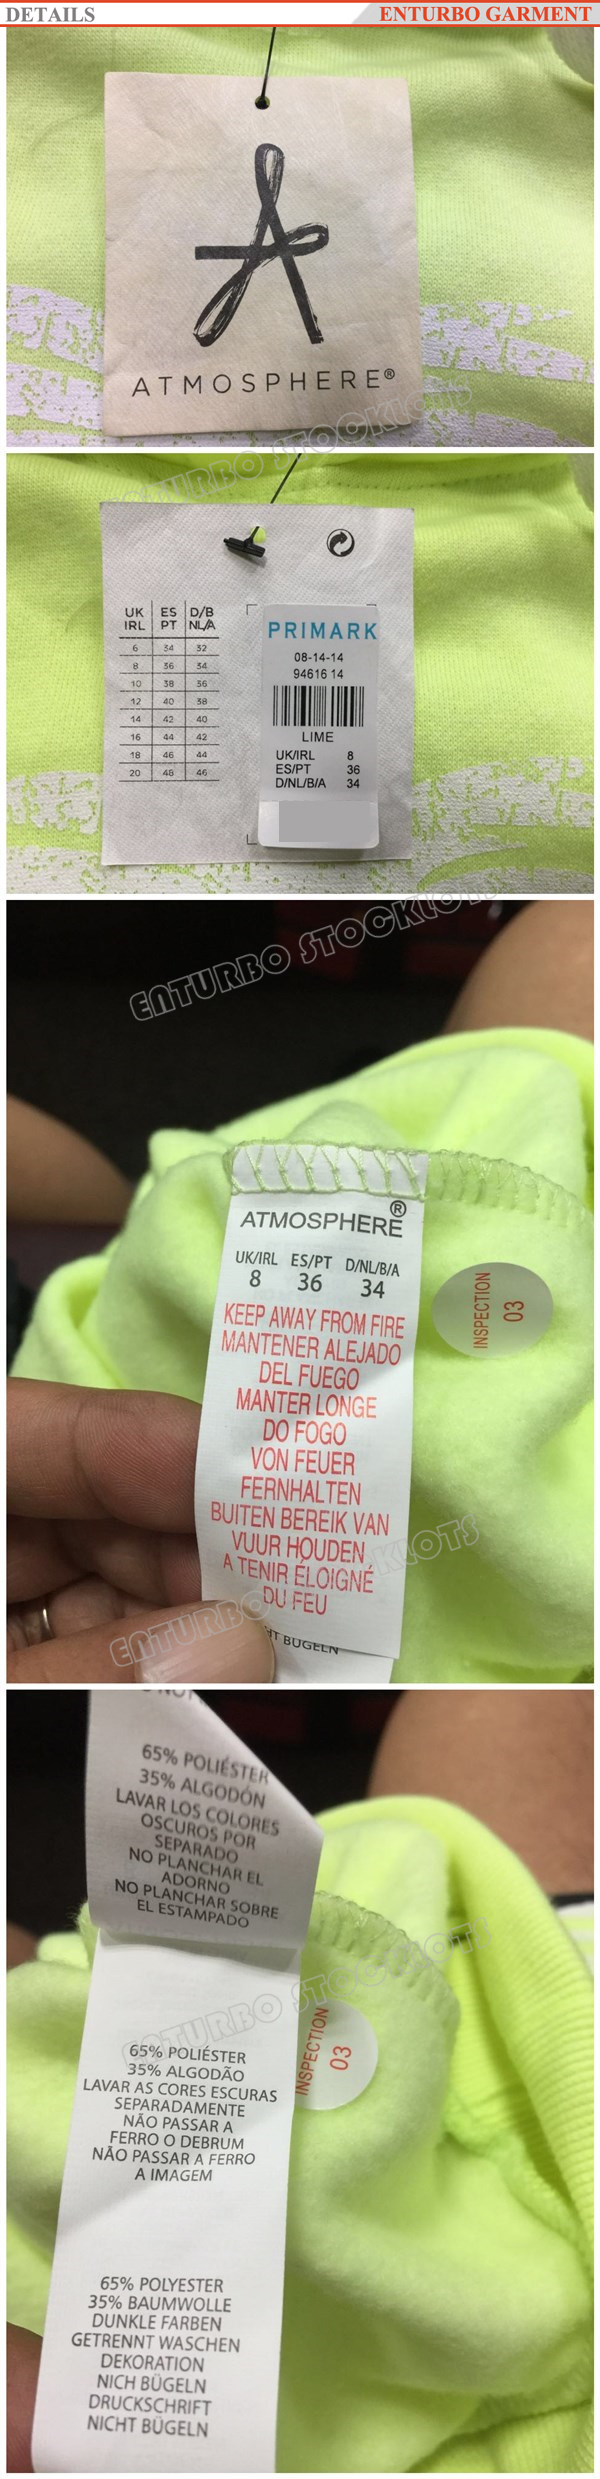 DETAILS
ENTURBO GARMENT
ATMOSPHERE®
ENTURBO STOCKLOTS
UK ES D/B
IRL PT NL/A
6 34 32
8 36 34
10 38 36
12 40 38
14 42 40
16 44 42
18 46 44
20 48 46
PRIMARK
08-14-14
94616 14
LIME
UK/IRL 8
ES/PT 36
D/NL/B/A 34
ENTURBO STOCKLOTS
ATMOSPHERE®
UK/IRL ES/PT D/NL/B/A
8 36 34
KEEP AWAY FROM FIRE
MANTENER ALEJADO
DEL FUEGO
MANTER LONGE
DO FOGO
VON FEUER
FERNHALTEN
BUITEN BEREIK VAN
VUUR HOUDEN
A TENIR ÉLOIGNÉ
DU FEU
INSPECTION
03
ENTURBO STOCKLOTS
BÜGELN
65% POLIÉSTER
35% ALGODÓN
LAVAR LOS COLORES
OSCUROS POR
SEPARADO
NO PLANCHAR EL
ADORNO
NO PLANCHAR SOBRE
EL ESTAMPADO
ENTURBO STOCKLOTS
INSPECTION
03
65% POLIÉSTER
35% ALGODÃO
LAVAR AS CORES ESCURAS
SEPARADAMENTE
NÃO PASSAR A
FERRO O DEBRUM
NÃO PASSAR A FERRO
A IMAGEM
65% POLYESTER
35% BAUMWOLLE
DUNKLE FARBEN
GETRENNT WASCHEN
DEKORATION
NICH BÜGELN
DRUCKSCHRIFT
NICHT BÜGELN